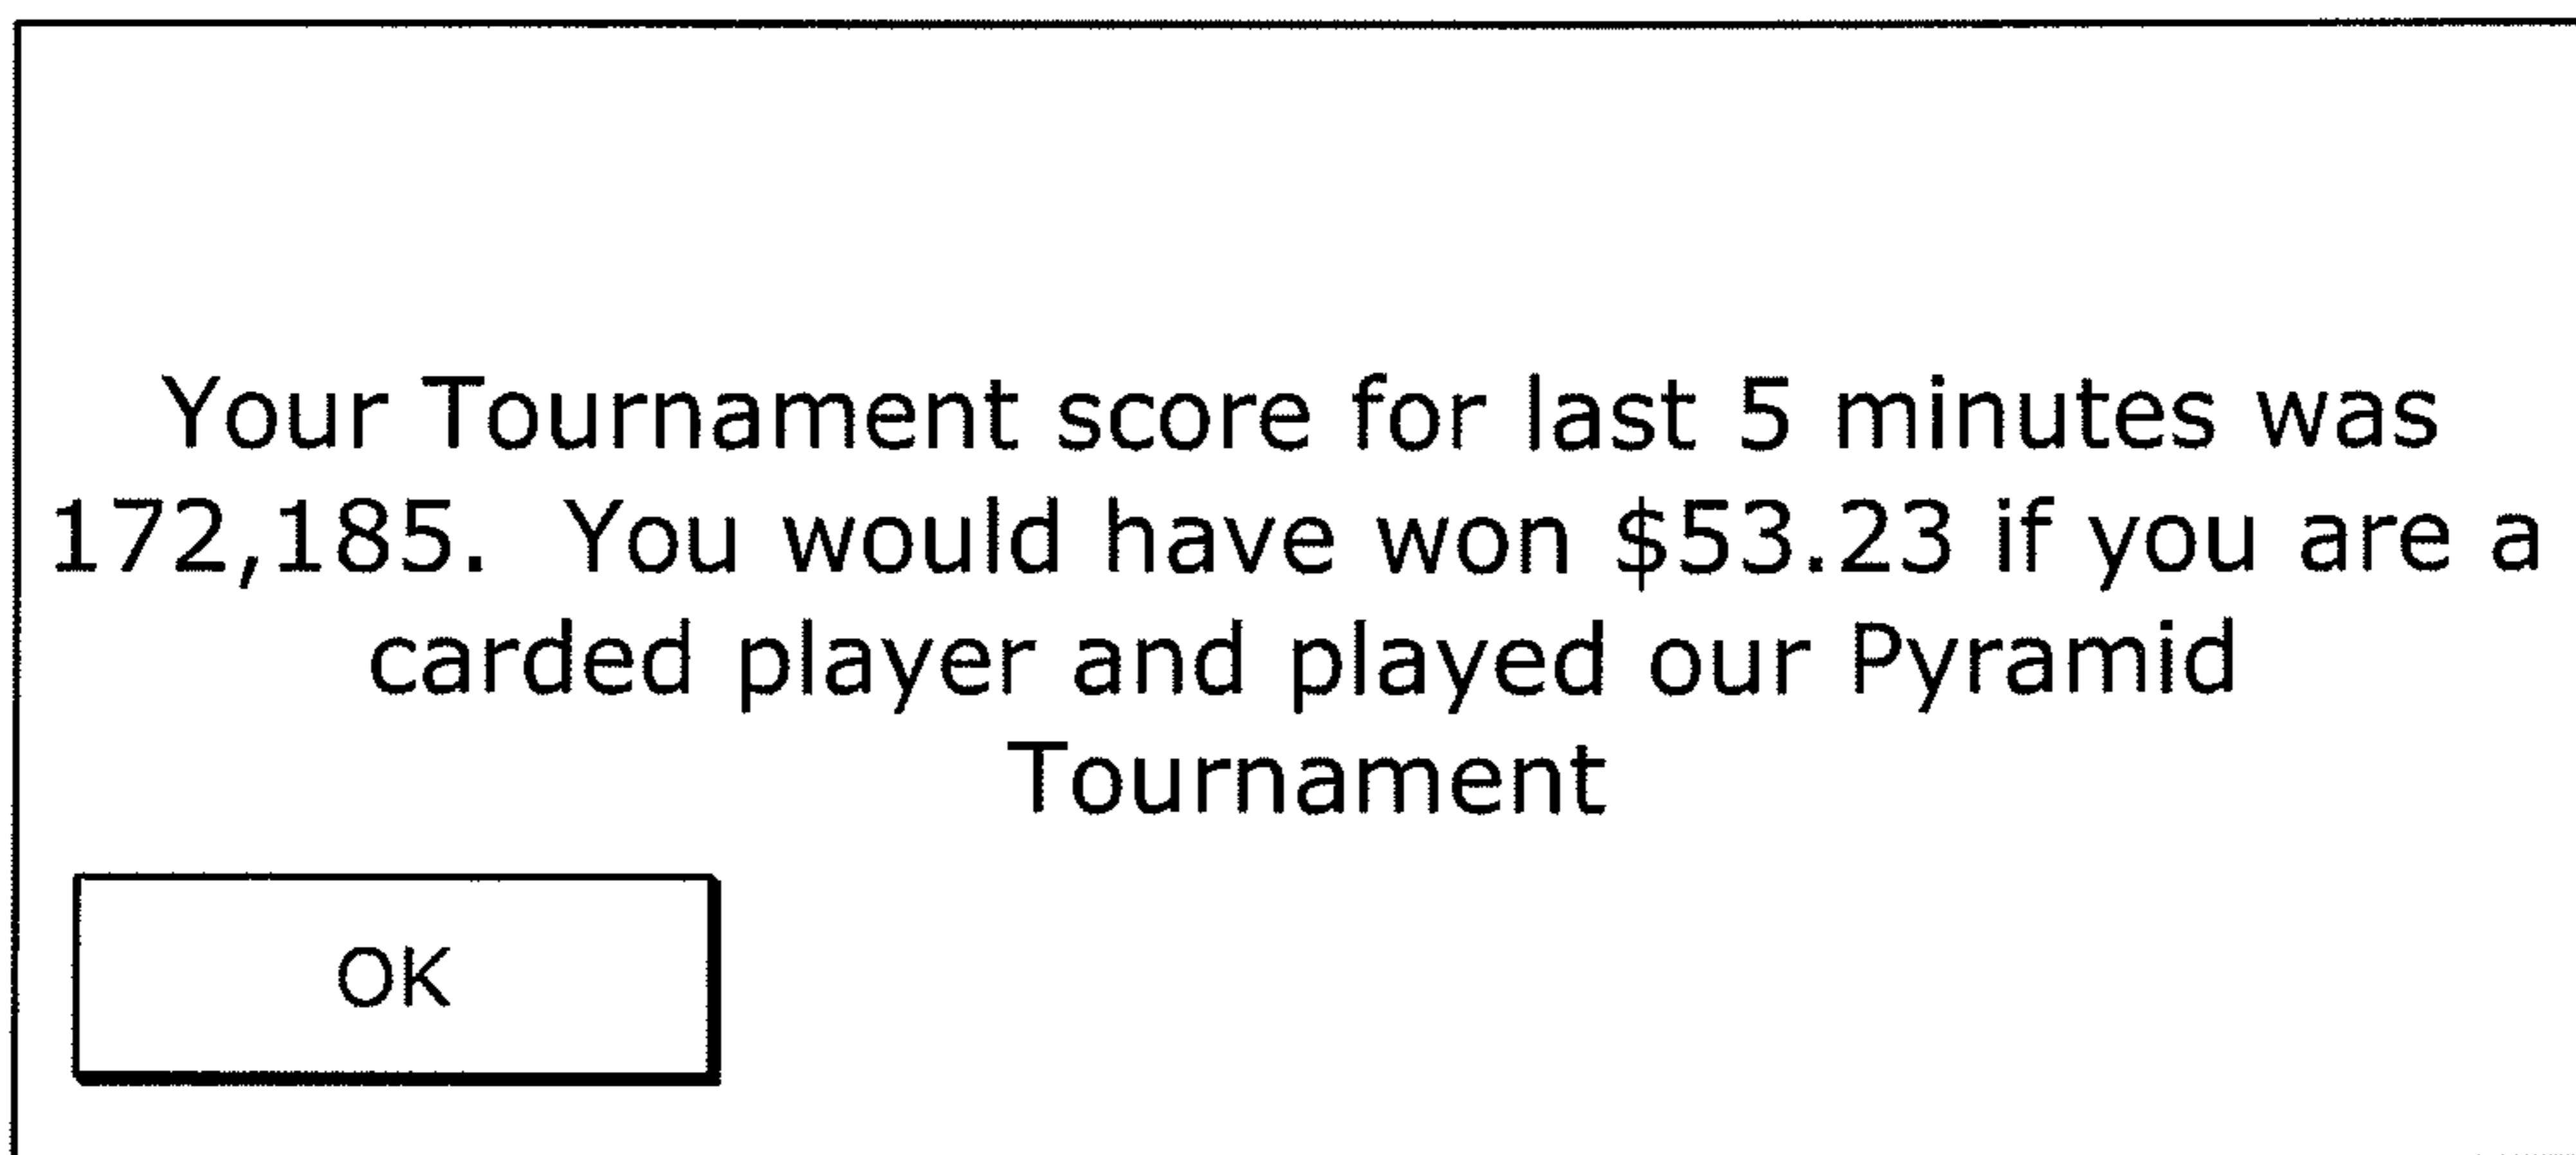 Your Tournament score for last 5 minutes was
172,185.  You would have won $53.23 if you are a
carded player and played our Pyramid
Tournament
OK